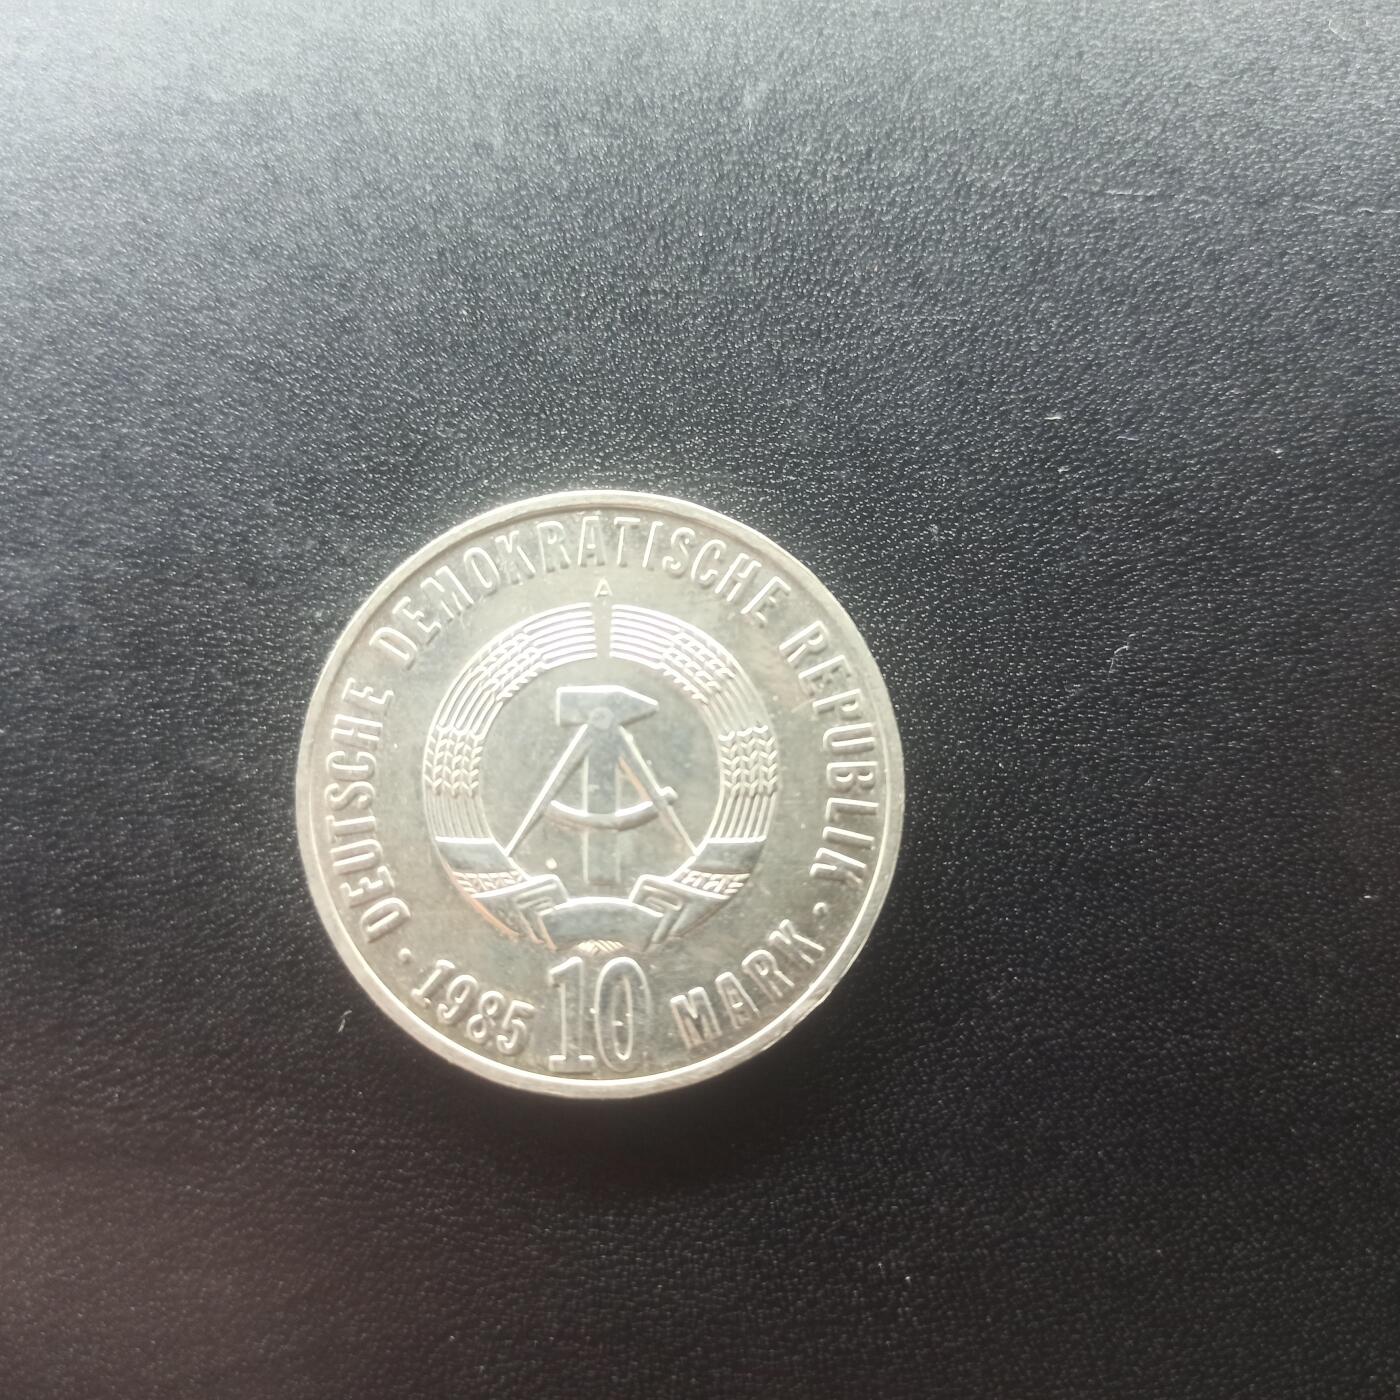 DEUTSCHE DEMOKRATISCHE REPUBLIK
A
• 1985 10 MARK •